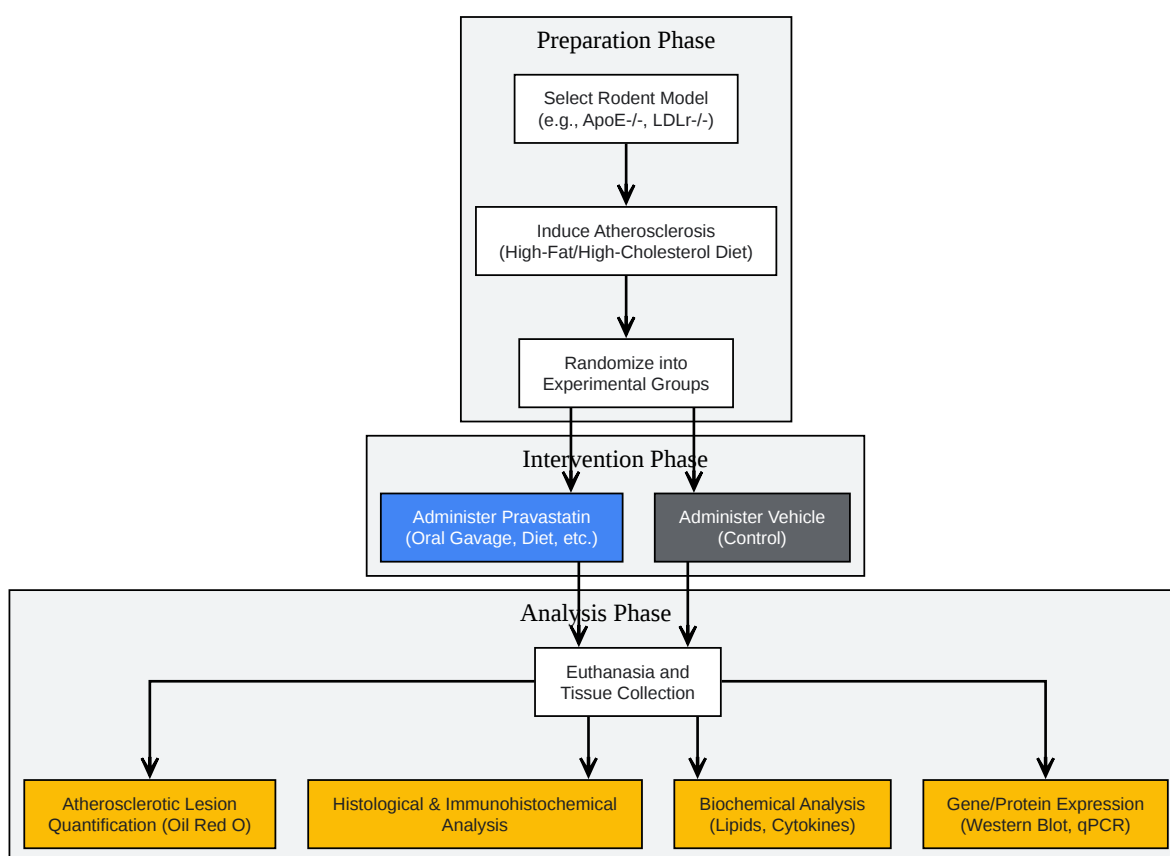 Preparation Phase
Select Rodent Model
(e.g., ApoE-/-, LDLr-/-)
Induce Atherosclerosis
(High-Fat/High-Cholesterol Diet)
Randomize into
Experimental Groups
Intervention Phase
Administer Pravastatin
(Oral Gavage, Diet, etc.)
Administer Vehicle
(Control)
Analysis Phase
Euthanasia and
Tissue Collection
Atherosclerotic Lesion
Quantification (Oil Red O)
Histological & Immunohistochemical
Analysis
Biochemical Analysis
(Lipids, Cytokines)
Gene/Protein Expression
(Western Blot, qPCR)